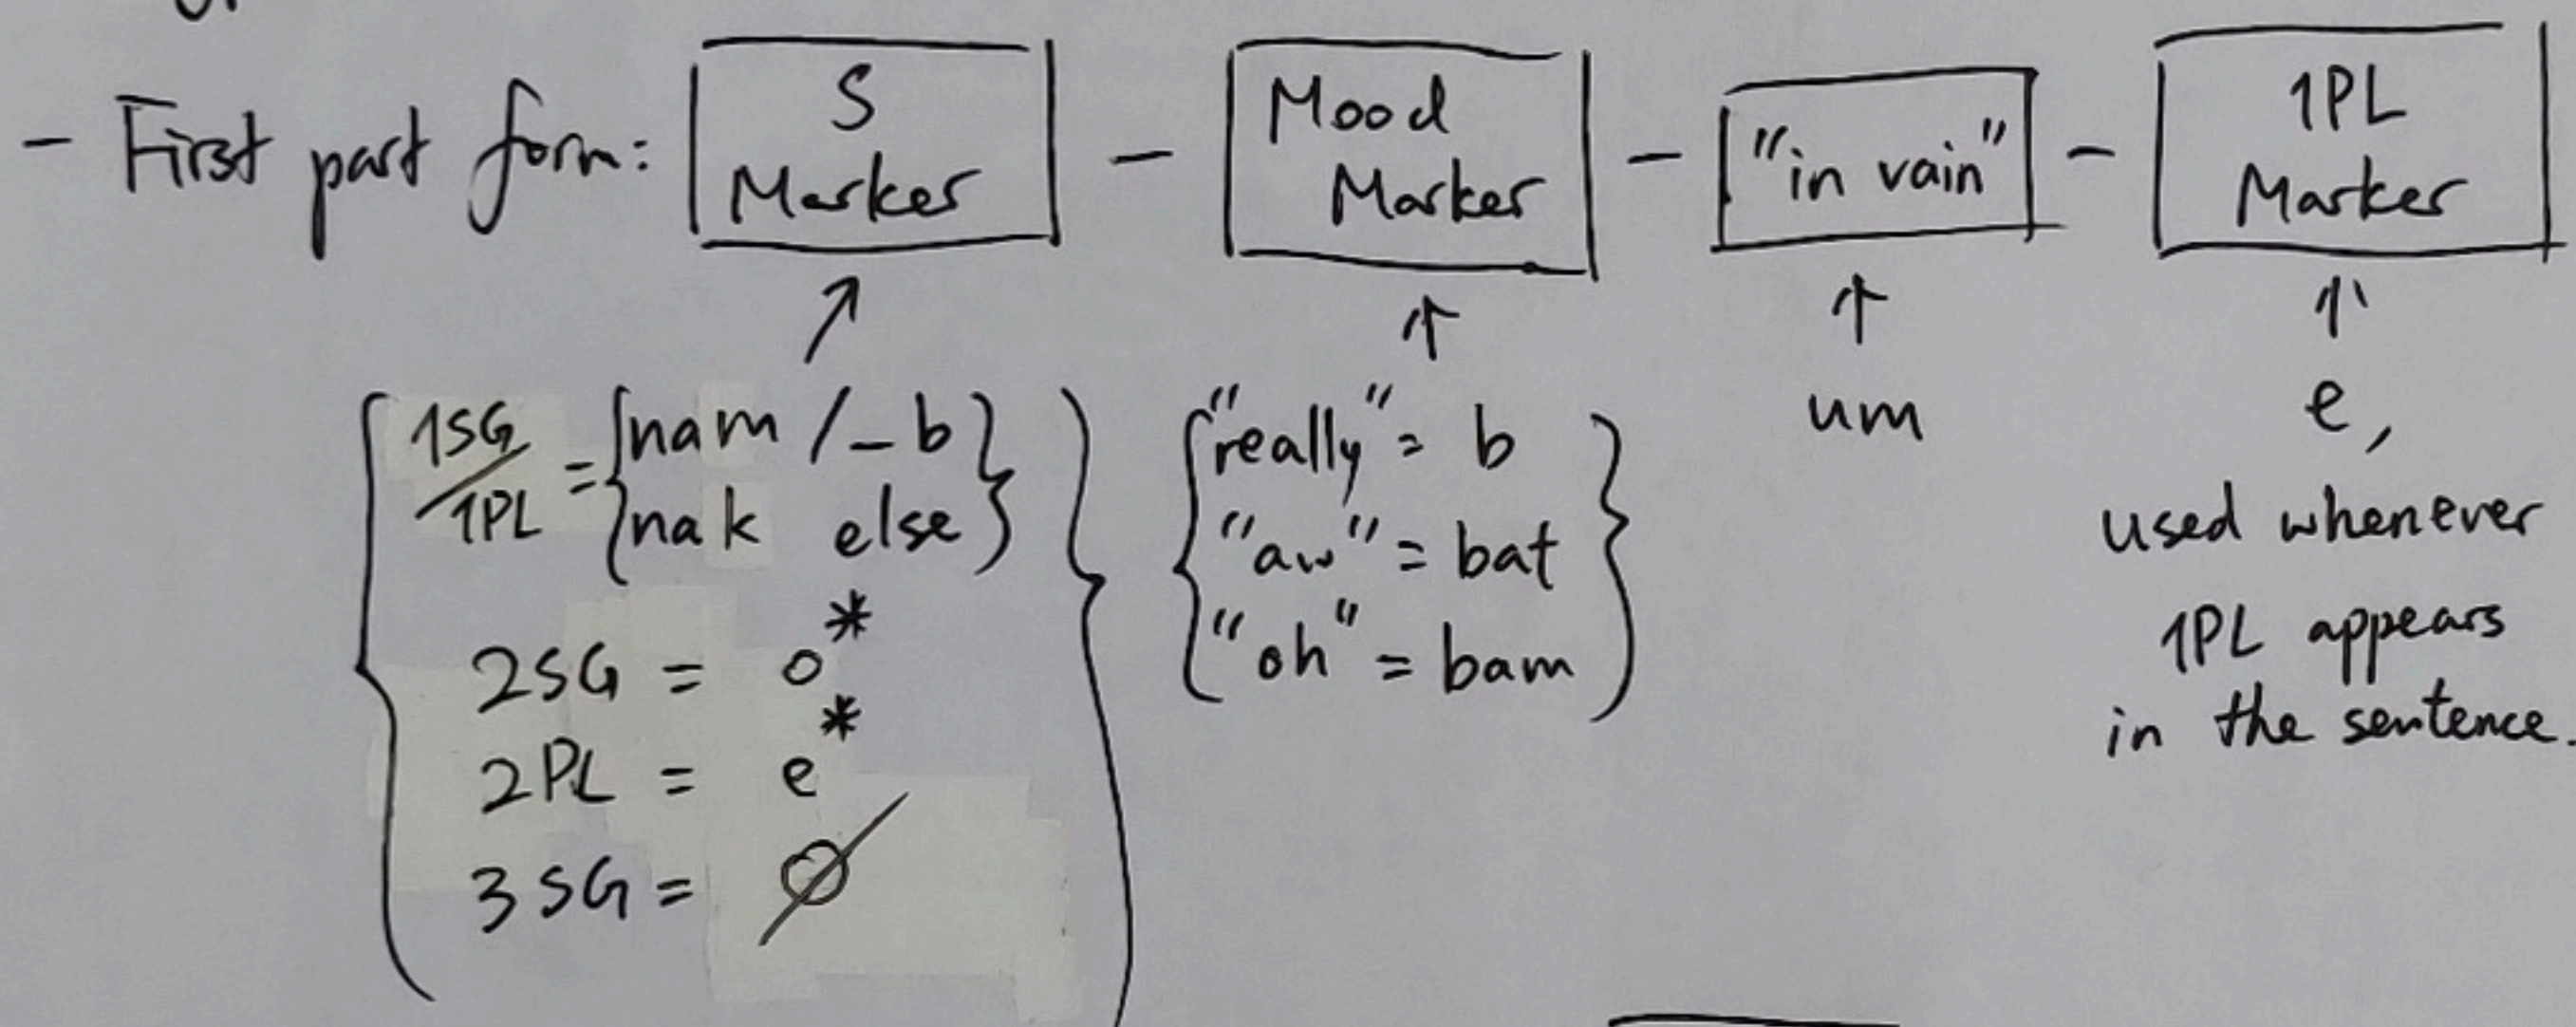 - First part form: S Marker - Mood Marker - "in vain" - 1PL Marker
↗ ↑ ↑ ↑
{ 1SG/1PL = { nam /_b
nak else }
2SG = o*
2PL = e*
3SG = ∅ }
{ "really" = b
"aw" = bat
"oh" = bam }
um
e,
used whenever
1PL appears
in the sentence.